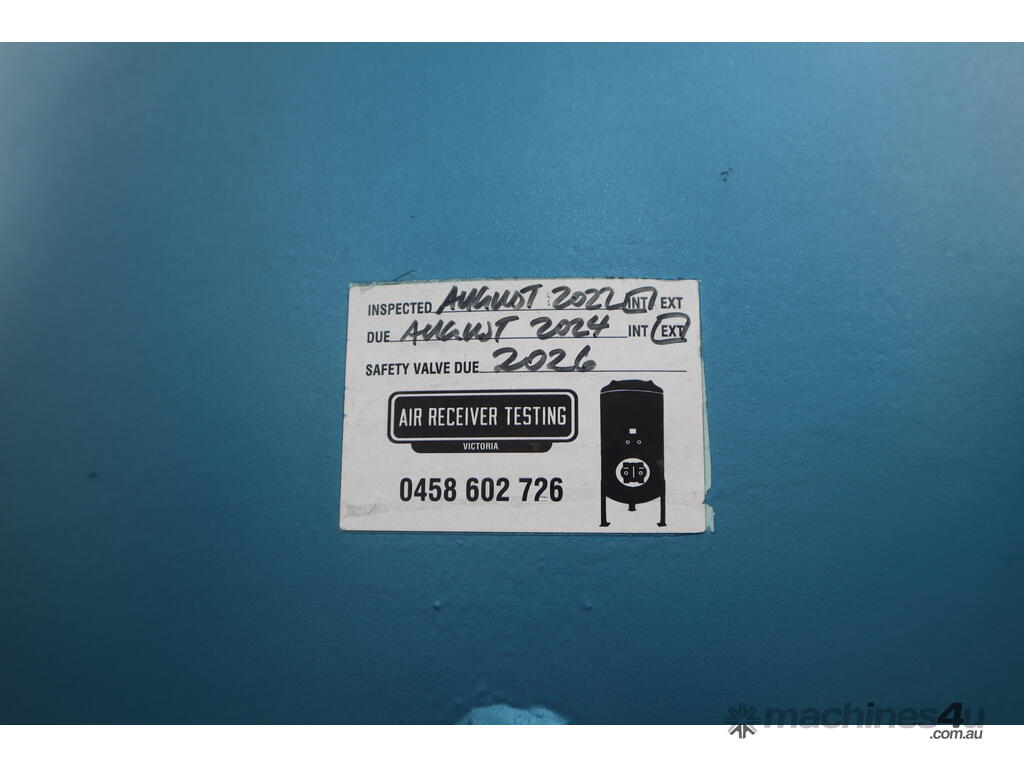 INSPECTED AUGUST 2022 INT EXT
DUE AUGUST 2024 INT EXT
SAFETY VALVE DUE 2026
AIR RECEIVER TESTING
VICTORIA
0458 602 726
machines4u
.com.au